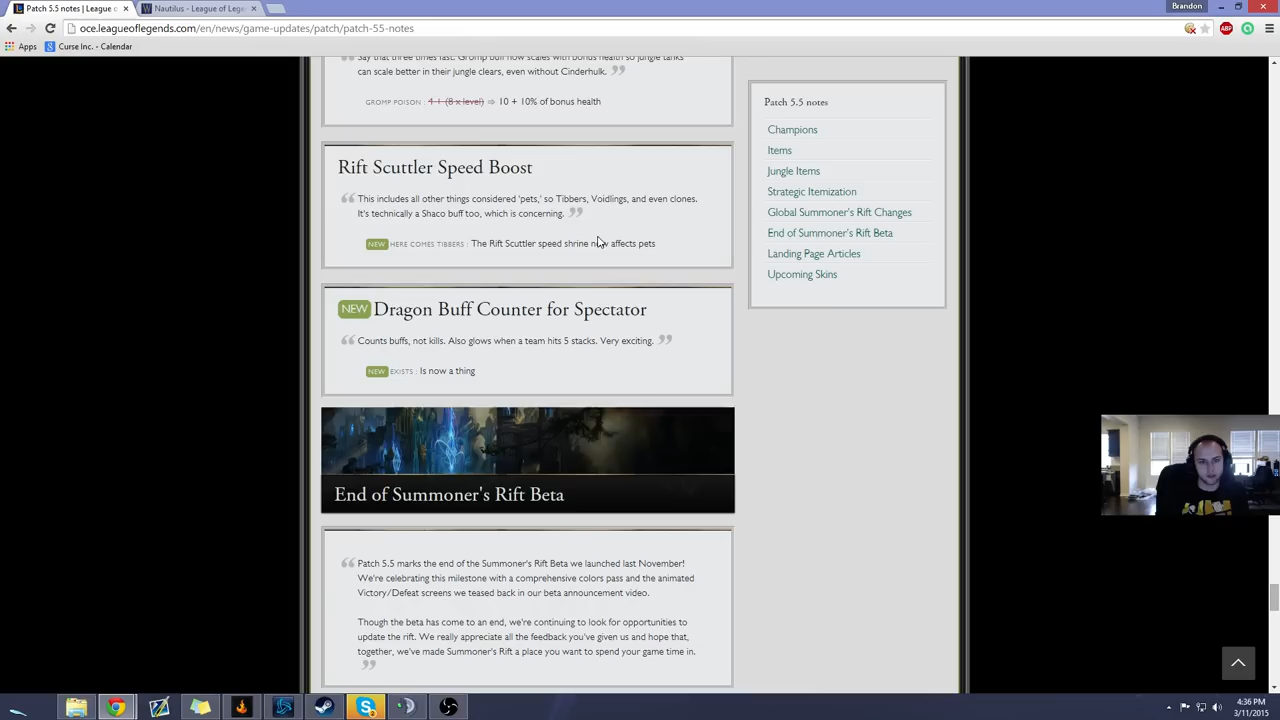 Patch 5.5 notes | League o
Nautilus - League of Lege
Brandon
oce.leagueoflegends.com/en/news/game-updates/patch/patch-55-notes
ABP
Apps
Curse Inc. - Calendar
Say that three times fast. Gromp buff now scales with bonus health so jungle tanks
can scale better in their jungle clears, even without Cinderhulk.
GROMP POISON : 4-1 (8 x level) ⇨ 10 + 10% of bonus health
Rift Scuttler Speed Boost
This includes all other things considered 'pets,' so Tibbers, Voidlings, and even clones.
It's technically a Shaco buff too, which is concerning.
NEW HERE COMES TIBBERS : The Rift Scuttler speed shrine now affects pets
NEW Dragon Buff Counter for Spectator
Counts buffs, not kills. Also glows when a team hits 5 stacks. Very exciting.
NEW EXISTS : Is now a thing
End of Summoner's Rift Beta
Patch 5.5 marks the end of the Summoner's Rift Beta we launched last November!
We're celebrating this milestone with a comprehensive colors pass and the animated
Victory/Defeat screens we teased back in our beta announcement video.
Though the beta has come to an end, we're continuing to look for opportunities to
update the rift. We really appreciate all the feedback you've given us and hope that,
together, we've made Summoner's Rift a place you want to spend your game time in.
Patch 5.5 notes
Champions
Items
Jungle Items
Strategic Itemization
Global Summoner's Rift Changes
End of Summoner's Rift Beta
Landing Page Articles
Upcoming Skins
4:36 PM
3/11/2015